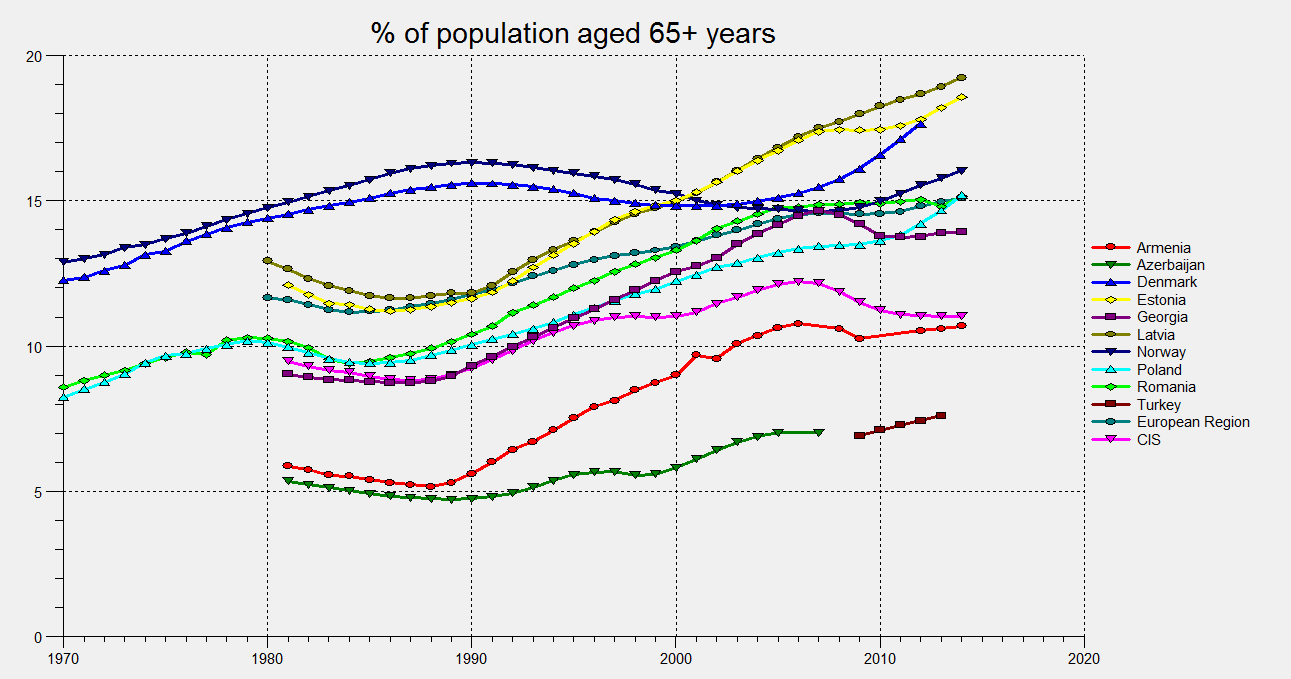 % of population aged 65+ years
20
15
10
5
0
1970 1980 1990 2000 2010 2020
Armenia
Azerbaijan
Denmark
Estonia
Georgia
Latvia
Norway
Poland
Romania
Turkey
European Region
CIS